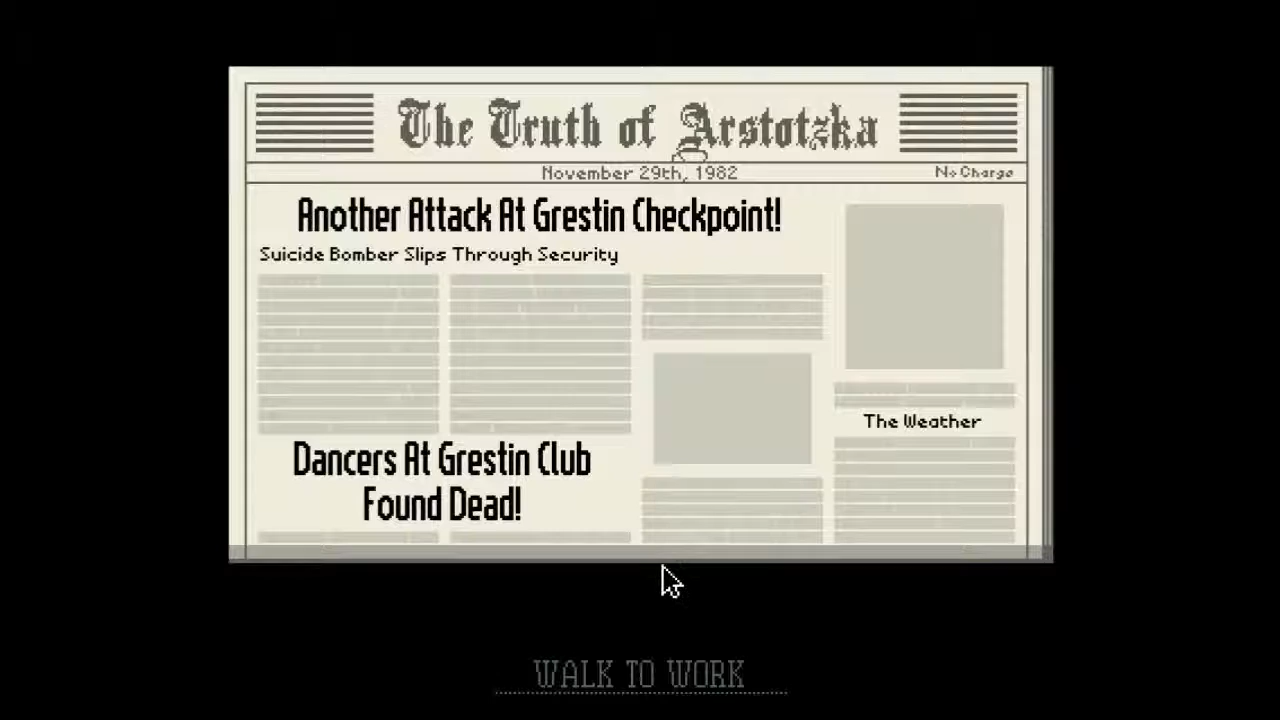 The Truth of Arstotzka
November 29th, 1982
No Charge
Another Attack At Grestin Checkpoint!
Suicide Bomber Slips Through Security
Dancers At Grestin Club
Found Dead!
The Weather
WALK TO WORK